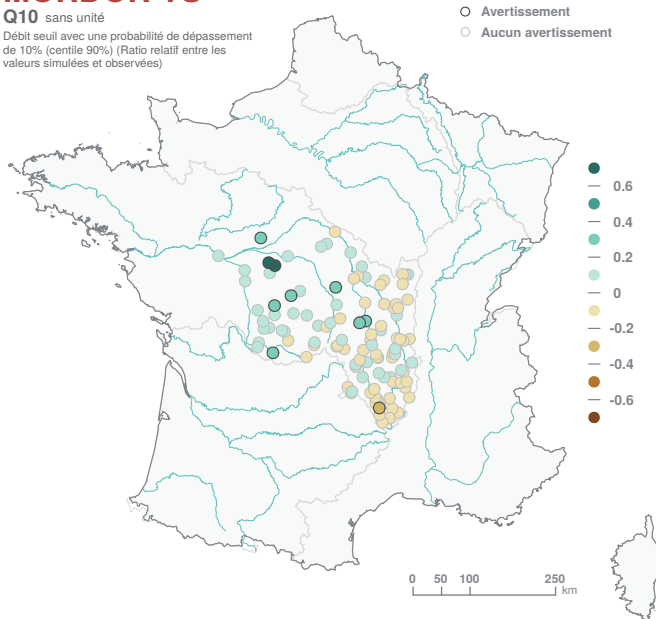 Q10 sans unité
Débit seuil avec une probabilité de dépassement
de 10% (centile 90%) (Ratio relatif entre les
valeurs simulées et observées)
Avertissement
Aucun avertissement
0.6
0.4
0.2
0
-0.2
-0.4
-0.6
0 50 100 250
km